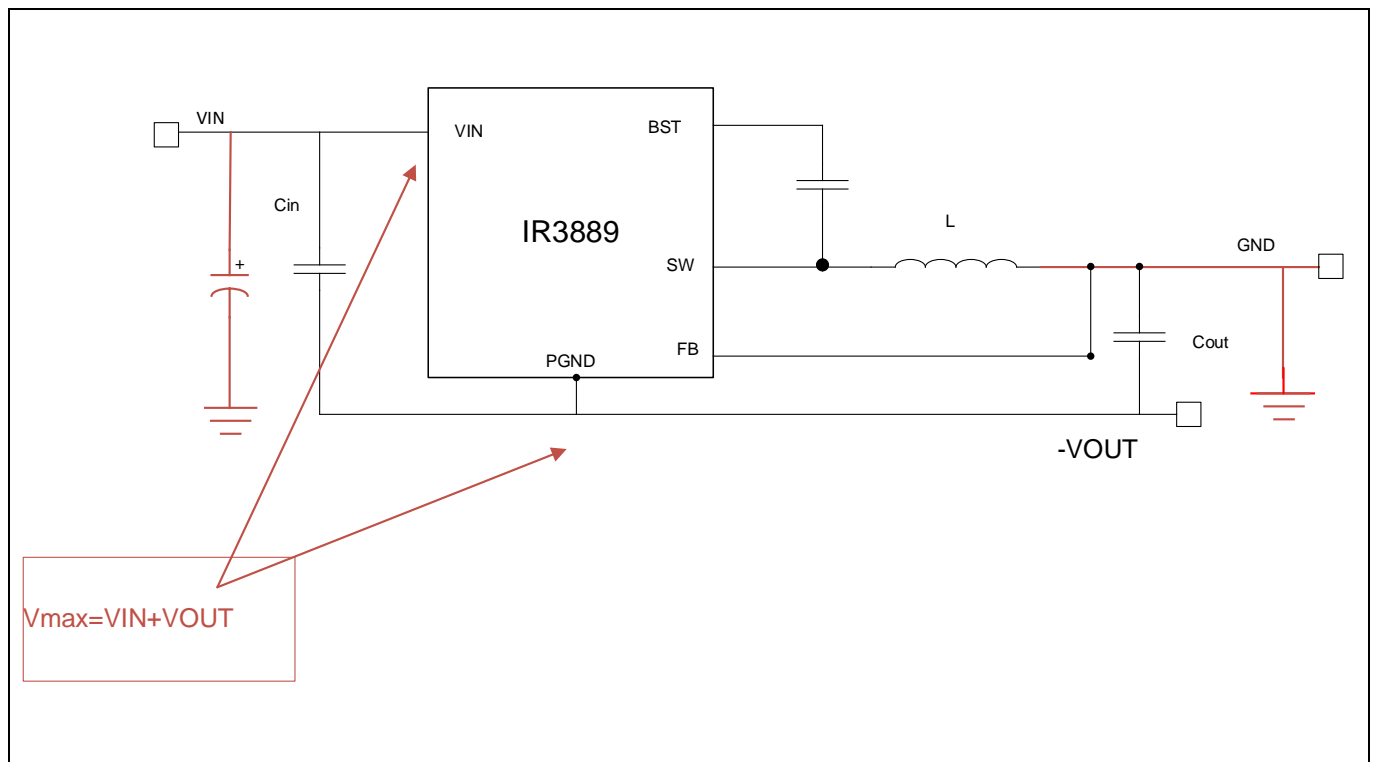 VIN
VIN
BST
Cin
IR3889
L
GND
+
SW
Cout
FB
PGND
-VOUT
Vmax=VIN+VOUT